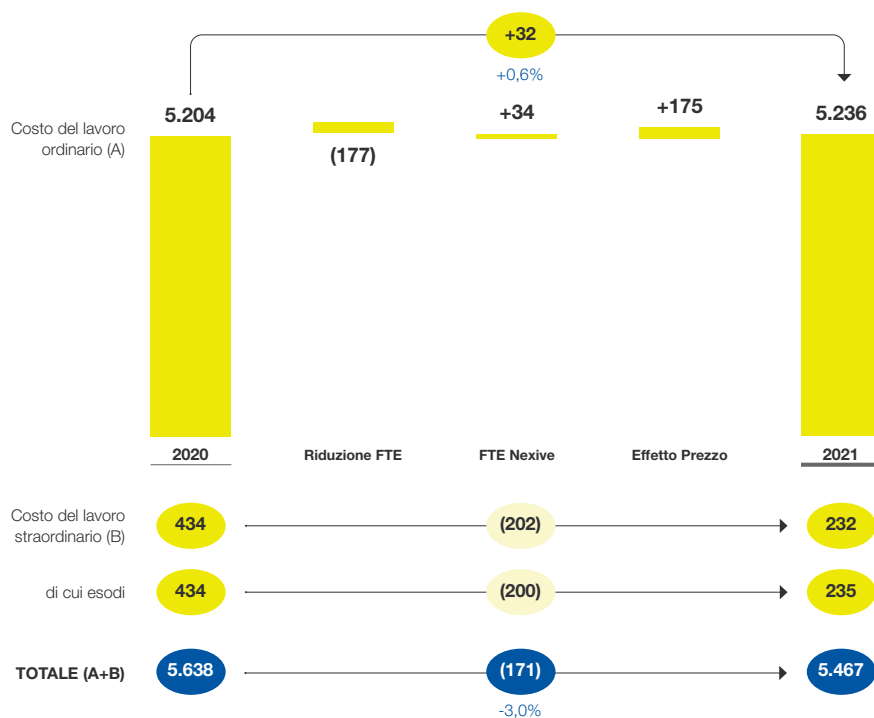 +32
+0,6%
Costo del lavoro
ordinario (A)
5.204
(177)
+34
+175
5.236
2020
Riduzione FTE
FTE Nexive
Effetto Prezzo
2021
Costo del lavoro
straordinario (B)
434
(202)
232
di cui esodi
434
(200)
235
TOTALE (A+B)
5.638
(171)
5.467
-3,0%